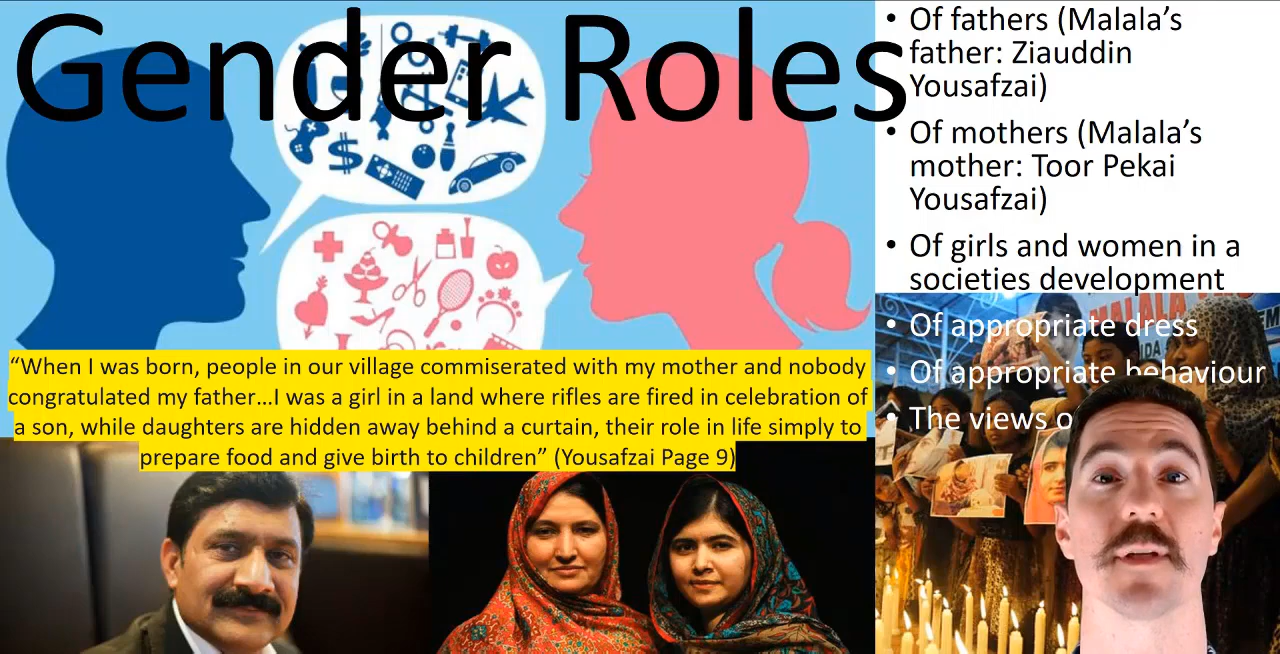 Gender Roles
“When I was born, people in our village commiserated with my mother and nobody
congratulated my father...I was a girl in a land where rifles are fired in celebration of
a son, while daughters are hidden away behind a curtain, their role in life simply to
prepare food and give birth to children” (Yousafzai Page 9)
• Of fathers (Malala’s
father: Ziauddin
Yousafzai)
• Of mothers (Malala’s
mother: Toor Pekai
Yousafzai)
• Of girls and women in a
societies development
• Of appropriate dress
• Of appropriate behaviour
• The views
MALALA